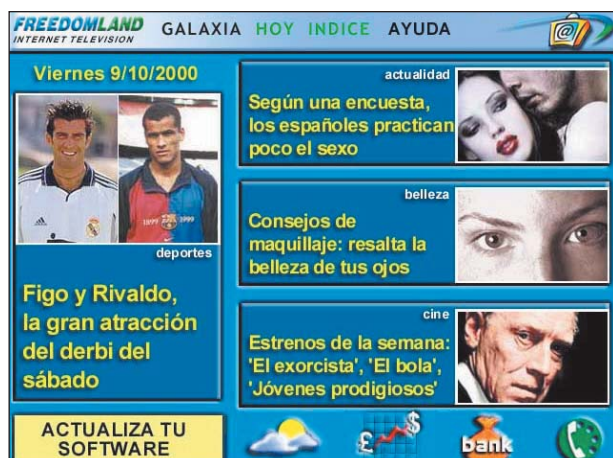 FREEDOMLAND
INTERNET TELEVISION
GALAXIA HOY INDICE AYUDA
@
Viernes 9/10/2000
deportes
Figo y Rivaldo,
la gran atracción
del derbi del
sábado
actualidad
Según una encuesta,
los españoles practican
poco el sexo
belleza
Consejos de
maquillaje: resalta la
belleza de tus ojos
cine
Estrenos de la semana:
'El exorcista', 'El bola',
'Jóvenes prodigiosos'
ACTUALIZA TU
SOFTWARE
£ $
bank
1899 1999